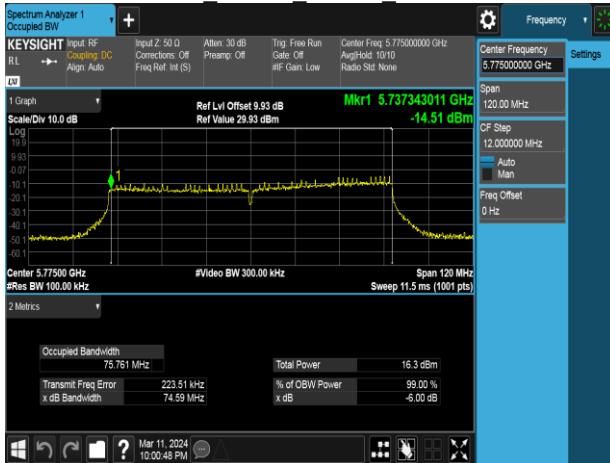 Spectrum Analyzer 1
Occupied BW
+
Frequency
KEYSIGHT
RL
LXI
Input: RF
Coupling: DC
Align: Auto
Input Z: 50 Ω
Corrections: Off
Freq Ref: Int (S)
Atten: 30 dB
Preamp: Off
Trig: Free Run
Gate: Off
#IF Gain: Low
Center Freq: 5.775000000 GHz
Avg|Hold: 10/10
Radio Std: None
Center Frequency
5.775000000 GHz
Settings
Span
120.00 MHz
CF Step
12.000000 MHz
Auto
Man
Freq Offset
0 Hz
1 Graph
Scale/Div 10.0 dB
Ref Lvl Offset 9.93 dB
Ref Value 29.93 dBm
Mkr1 5.737343011 GHz
-14.51 dBm
Log
19.9
9.93
-0.07
-10.1
-20.1
-30.1
-40.1
-50.1
-60.1
1
Center 5.77500 GHz
#Res BW 100.00 kHz
#Video BW 300.00 kHz
Span 120 MHz
Sweep 11.5 ms (1001 pts)
2 Metrics
Occupied Bandwidth
75.761 MHz
Total Power 16.3 dBm
Transmit Freq Error 223.51 kHz
% of OBW Power 99.00 %
x dB Bandwidth 74.59 MHz
x dB -6.00 dB
?
Mar 11, 2024
10:00:48 PM